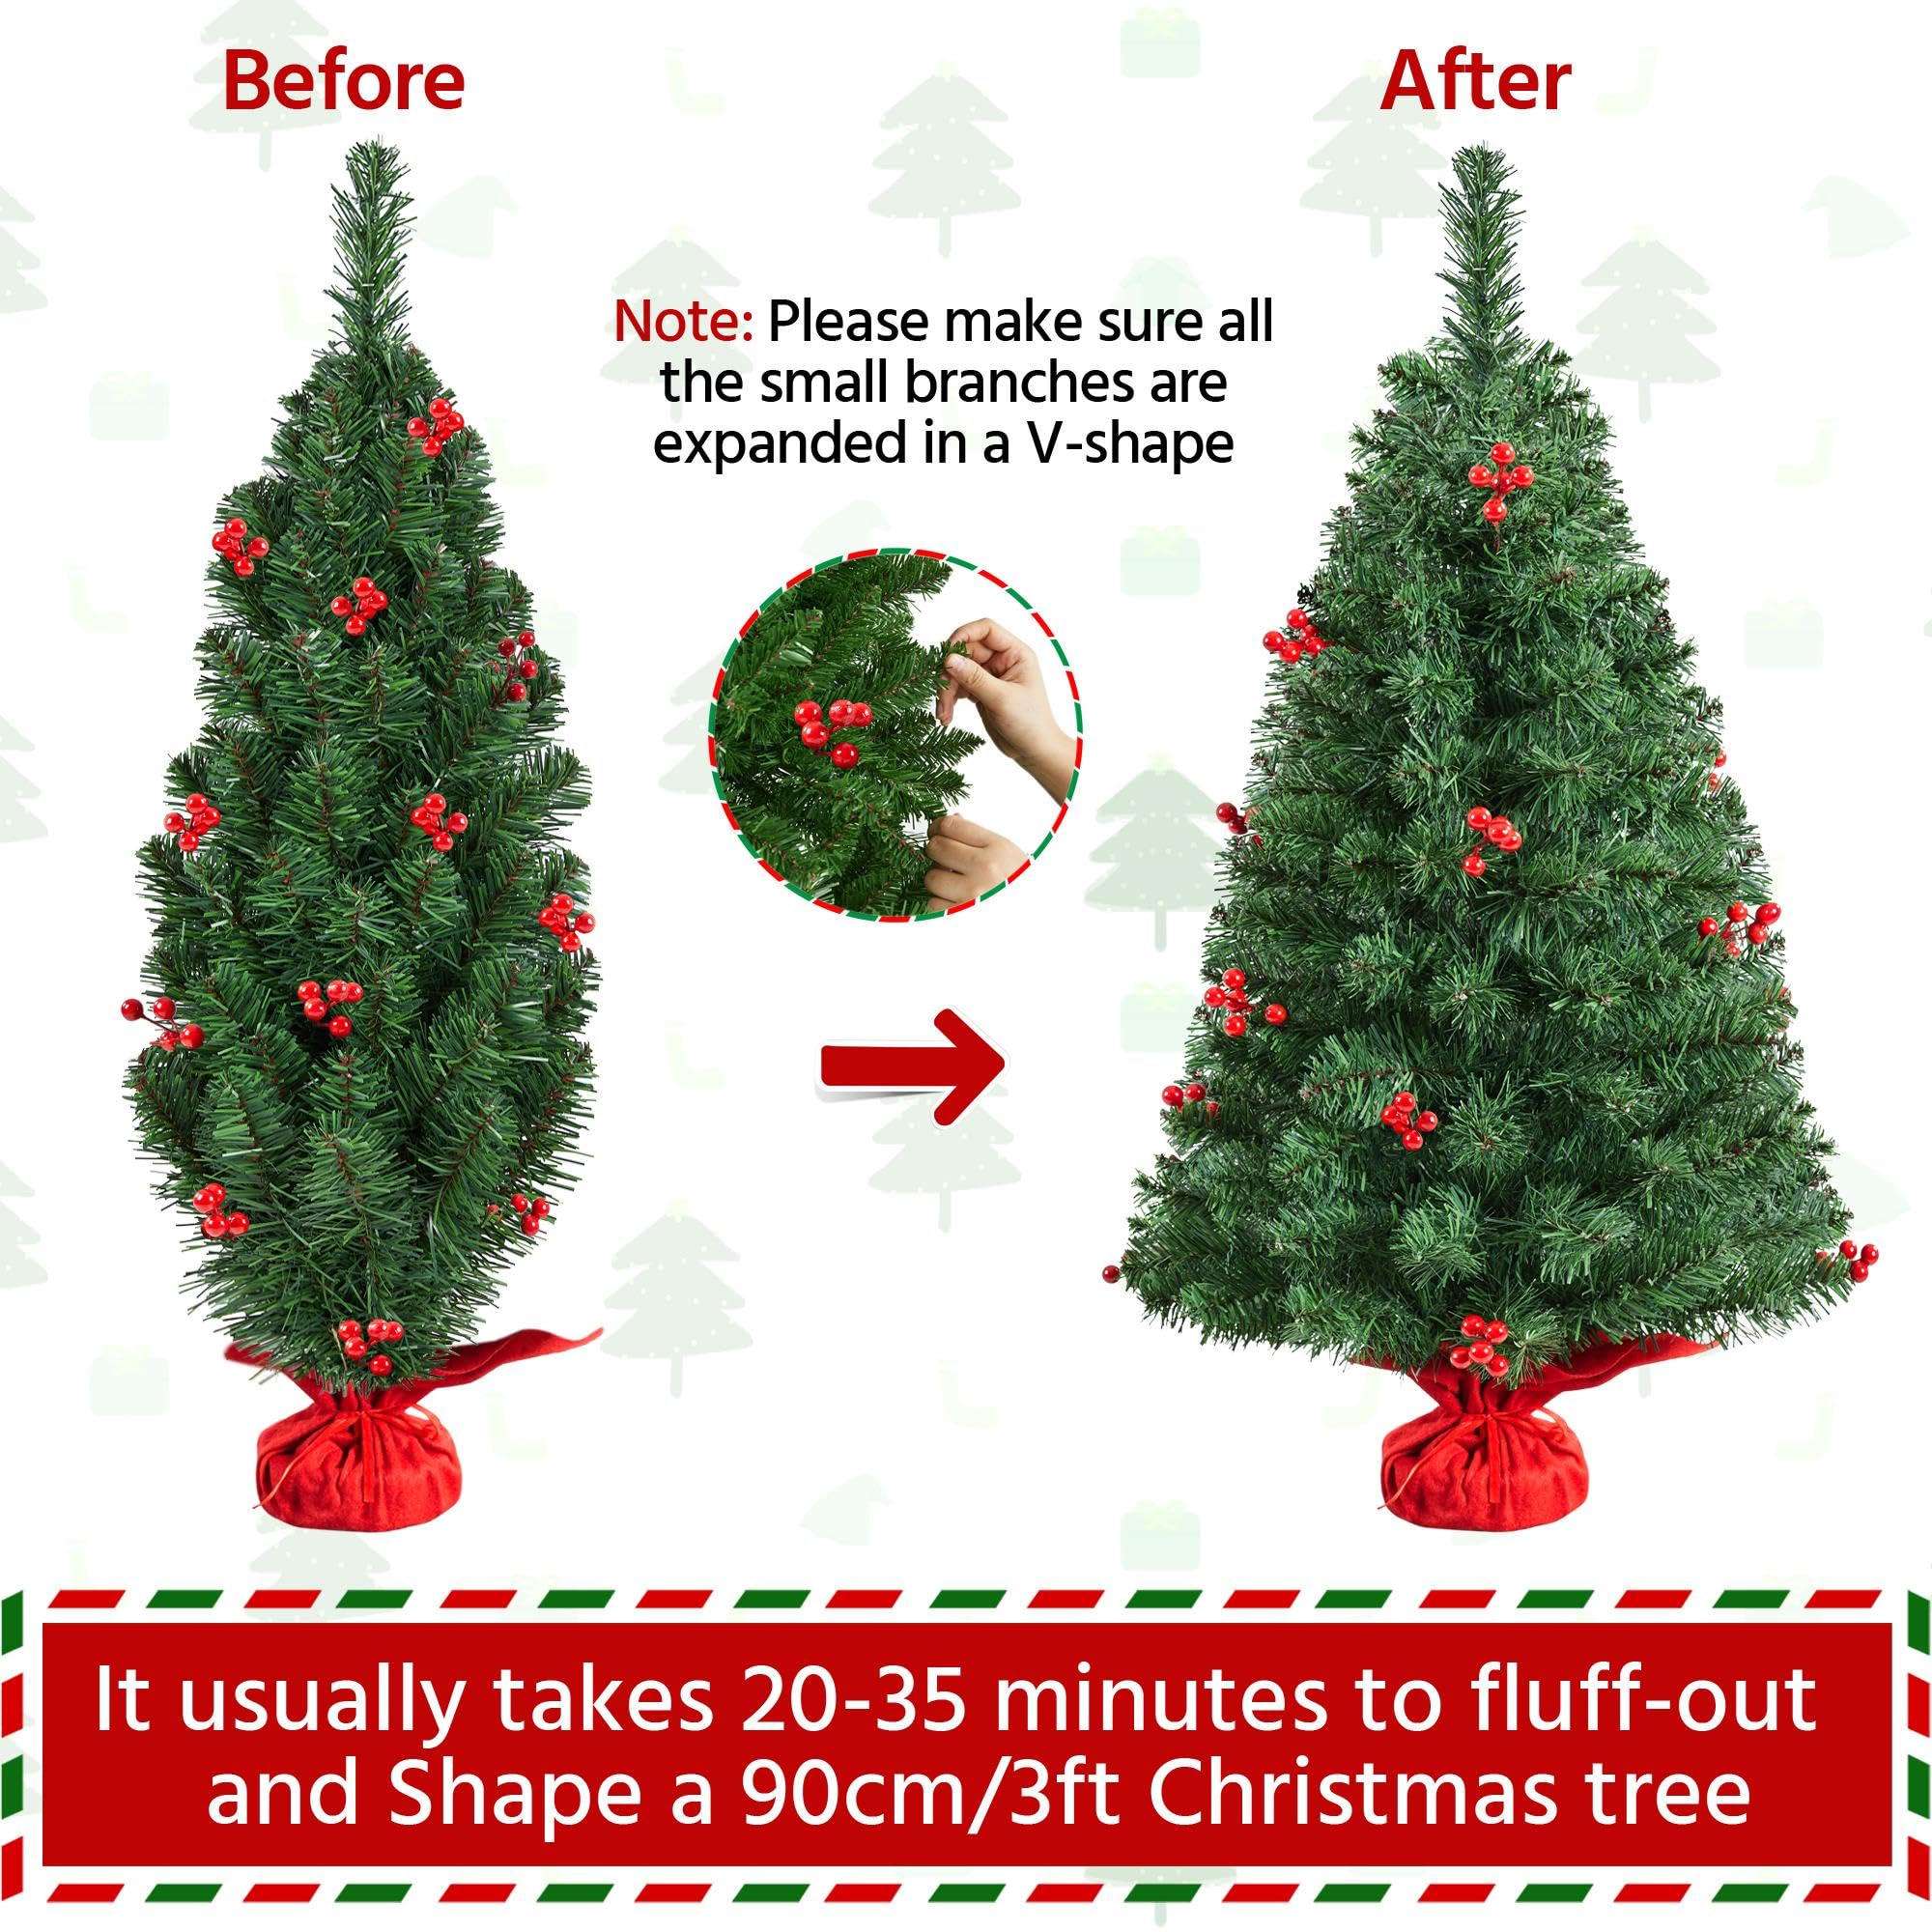 Before
After
Note: Please make sure all
the small branches are
expanded in a V-shape
It usually takes 20-35 minutes to fluff-out
and Shape a 90cm/3ft Christmas tree